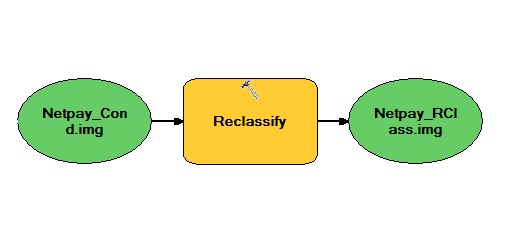 Netpay_Con
d.img
Reclassify
Netpay_RCl
ass.img